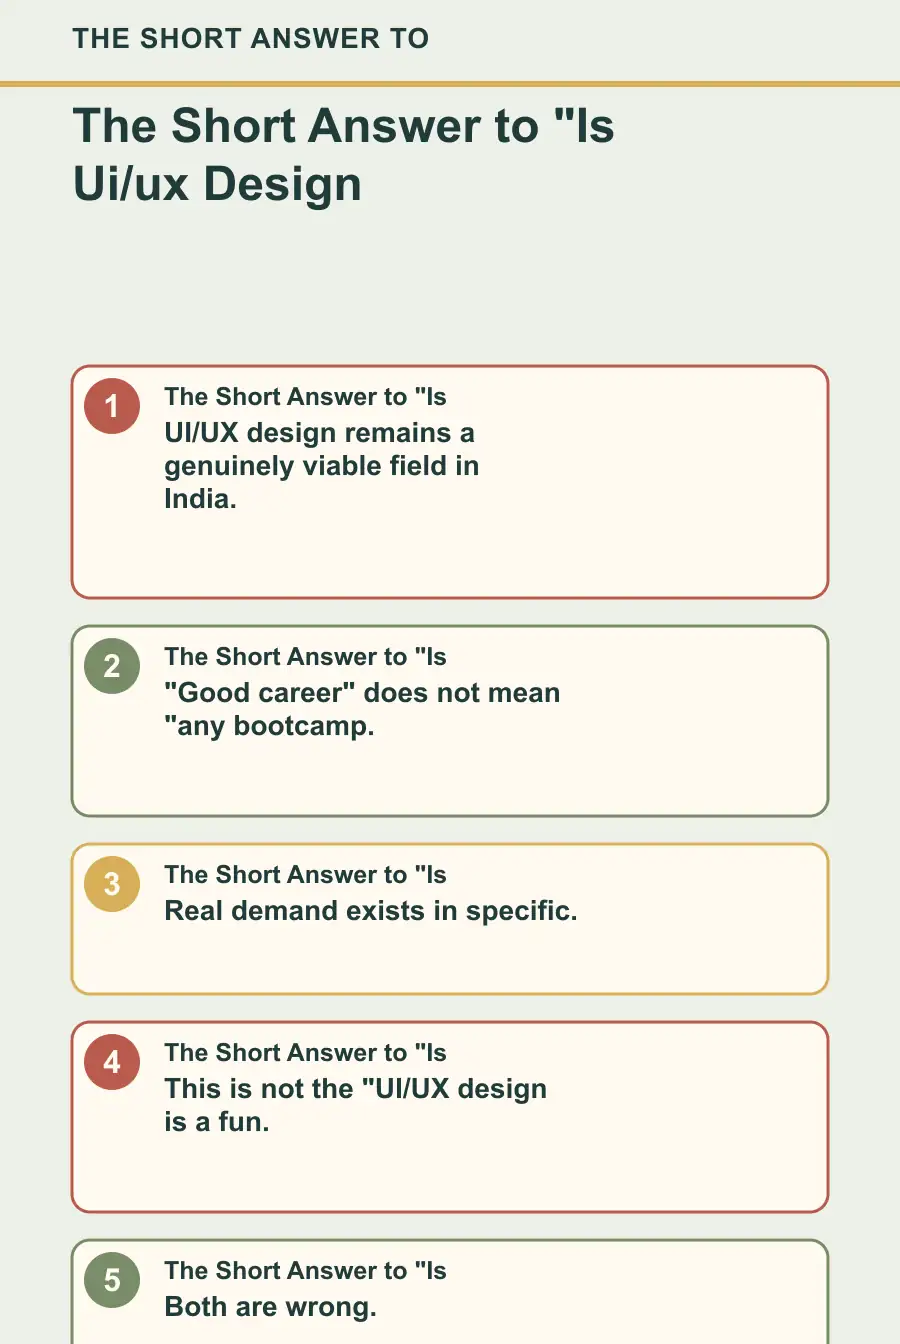 THE SHORT ANSWER TO
The Short Answer to "Is
Ui/ux Design
1
The Short Answer to "Is
UI/UX design remains a
genuinely viable field in
India.
2
The Short Answer to "Is
"Good career" does not mean
"any bootcamp.
3
The Short Answer to "Is
Real demand exists in specific.
4
The Short Answer to "Is
This is not the "UI/UX design
is a fun.
5
The Short Answer to "Is
Both are wrong.